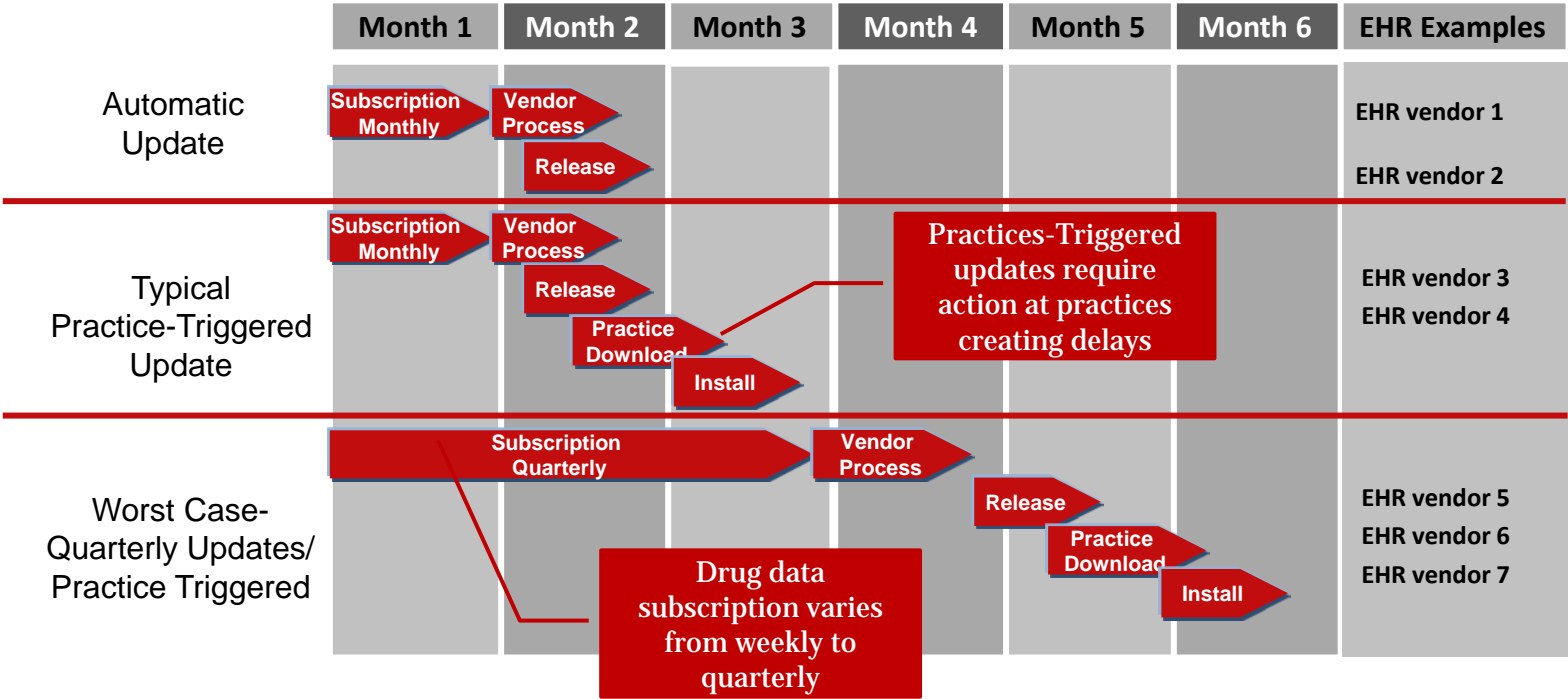 Month 1
Month 2
Month 3
Month 4
Month 5
Month 6
EHR Examples
Automatic
Update
Subscription
Monthly
Vendor
Process
Release
EHR vendor 1
EHR vendor 2
Typical
Practice-Triggered
Update
Subscription
Monthly
Vendor
Process
Release
Practice
Download
Install
Practices-Triggered
updates require
action at practices
creating delays
EHR vendor 3
EHR vendor 4
Worst Case-
Quarterly Updates/
Practice Triggered
Subscription
Quarterly
Vendor
Process
Release
Practice
Download
Install
Drug data
subscription varies
from weekly to
quarterly
EHR vendor 5
EHR vendor 6
EHR vendor 7